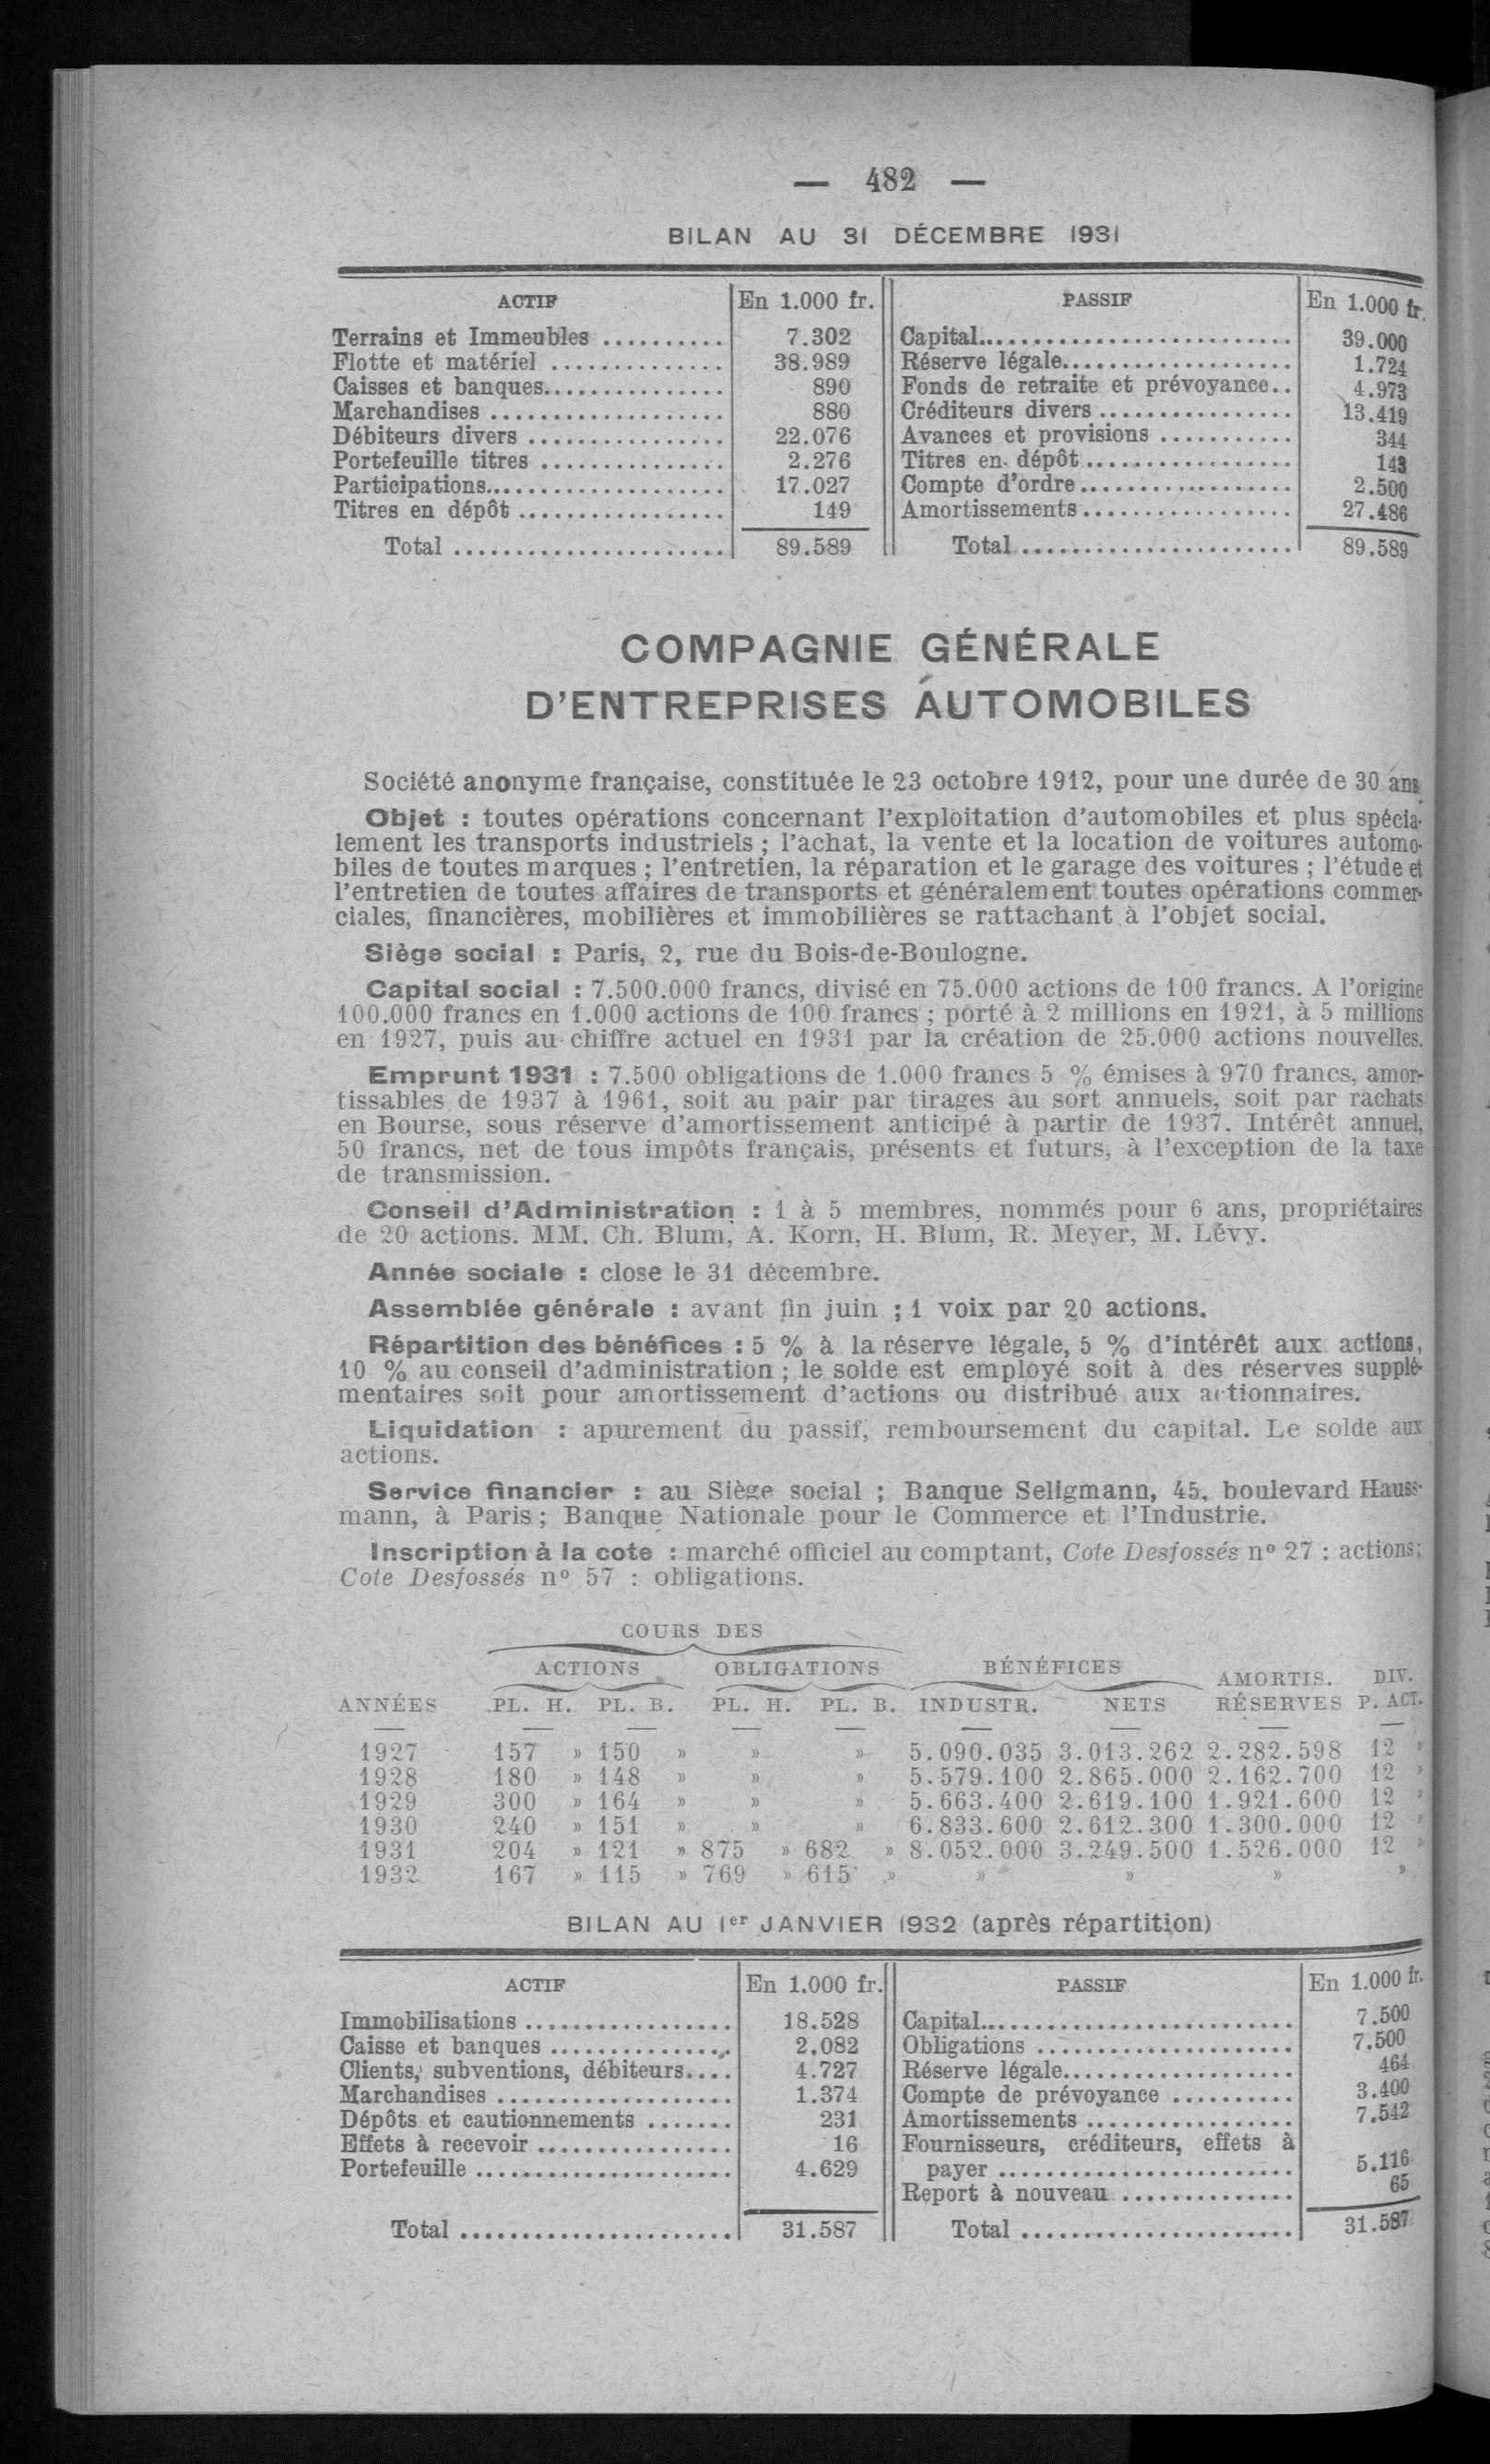 — 482 —
BILAN AU 31 DÉCEMBRE 1931
ACTIF En 1.000 fr. PASSIF En 1.000 fr.
Terrains et Immeubles .......... 7.302 Capital.......................... 39.000
Flotte et matériel .............. 38.989 Réserve légale................... 1.724
Caisses et banques............... 890 Fonds de retraite et prévoyance.. 4.973
Marchandises .................... 880 Créditeurs divers ................ 13.419
Débiteurs divers ................ 22.076 Avances et provisions ........... 344
Portefeuille titres ............... 2.276 Titres en dépôt.................. 143
Participations.................... 17.027 Compte d'ordre.................. 2.500
Titres en dépôt ................. 149 Amortissements................. 27.486
Total ...................... 89.589 Total ...................... 89.589
COMPAGNIE GÉNÉRALE
D'ENTREPRISES AUTOMOBILES
Société anonyme française, constituée le 23 octobre 1912, pour une durée de 30 ans.
Objet : toutes opérations concernant l'exploitation d'automobiles et plus spécia-
lement les transports industriels ; l'achat, la vente et la location de voitures automo-
biles de toutes marques ; l'entretien, la réparation et le garage des voitures ; l'étude et
l'entretien de toutes affaires de transports et généralement toutes opérations commer-
ciales, financières, mobilières et immobilières se rattachant à l'objet social.
Siège social : Paris, 2, rue du Bois-de-Boulogne.
Capital social : 7.500.000 francs, divisé en 75.000 actions de 100 francs. A l'origine
100.000 francs en 1.000 actions de 100 francs ; porté à 2 millions en 1921, à 5 millions
en 1927, puis au chiffre actuel en 1931 par la création de 25.000 actions nouvelles.
Emprunt 1931 : 7.500 obligations de 1.000 francs 5 % émises à 970 francs, amor-
tissables de 1937 à 1961, soit au pair par tirages au sort annuels, soit par rachats
en Bourse, sous réserve d'amortissement anticipé à partir de 1937. Intérêt annuel,
50 francs, net de tous impôts français, présents et futurs, à l'exception de la taxe
de transmission.
Conseil d'Administration : 1 à 5 membres, nommés pour 6 ans, propriétaires
de 20 actions. MM. Ch. Blum, A. Korn, H. Blum, R. Meyer, M. Lévy.
Année sociale : close le 31 décembre.
Assemblée générale : avant fin juin ; 1 voix par 20 actions.
Répartition des bénéfices : 5 % à la réserve légale, 5 % d'intérêt aux actions,
10 % au conseil d'administration ; le solde est employé soit à des réserves supplé-
mentaires soit pour amortissement d'actions ou distribué aux actionnaires.
Liquidation : apurement du passif, remboursement du capital. Le solde aux
actions.
Service financier : au Siège social ; Banque Seligmann, 45, boulevard Hauss-
mann, à Paris ; Banque Nationale pour le Commerce et l'Industrie.
Inscription à la cote : marché officiel au comptant, Cote Desfossés nº 27 : actions;
Cote Desfossés nº 57 : obligations.
COURS DES
ACTIONS OBLIGATIONS BÉNÉFICES AMORTIS. DIV.
ANNÉES PL. H. PL. B. PL. H. PL. B. INDUSTR. NETS RÉSERVES P. ACT.
1927 157 » 150 » » » 5.090.035 3.013.262 2.282.598 12 »
1928 180 » 148 » » » 5.579.100 2.865.000 2.162.700 12 »
1929 300 » 164 » » » 5.663.400 2.619.100 1.921.600 12 »
1930 240 » 151 » » » 6.833.600 2.612.300 1.300.000 12 »
1931 204 » 121 » 875 » 682 » 8.052.000 3.249.500 1.526.000 12 »
1932 167 » 115 » 769 » 615 » » » » »
BILAN AU 1er JANVIER 1932 (après répartition)
ACTIF En 1.000 fr. PASSIF En 1.000 fr.
Immobilisations ................. 18.528 Capital.......................... 7.500
Caisse et banques ............... 2.082 Obligations ...................... 7.500
Clients, subventions, débiteurs.... 4.727 Réserve légale................... 464
Marchandises .................... 1.374 Compte de prévoyance .......... 3.400
Dépôts et cautionnements ....... 231 Amortissements ................. 7.542
Effets à recevoir ................ 16 Fournisseurs, créditeurs, effets à
Portefeuille ...................... 4.629 payer ......................... 5.116
Report à nouveau ............... 65
Total ....................... 31.587 Total ....................... 31.587